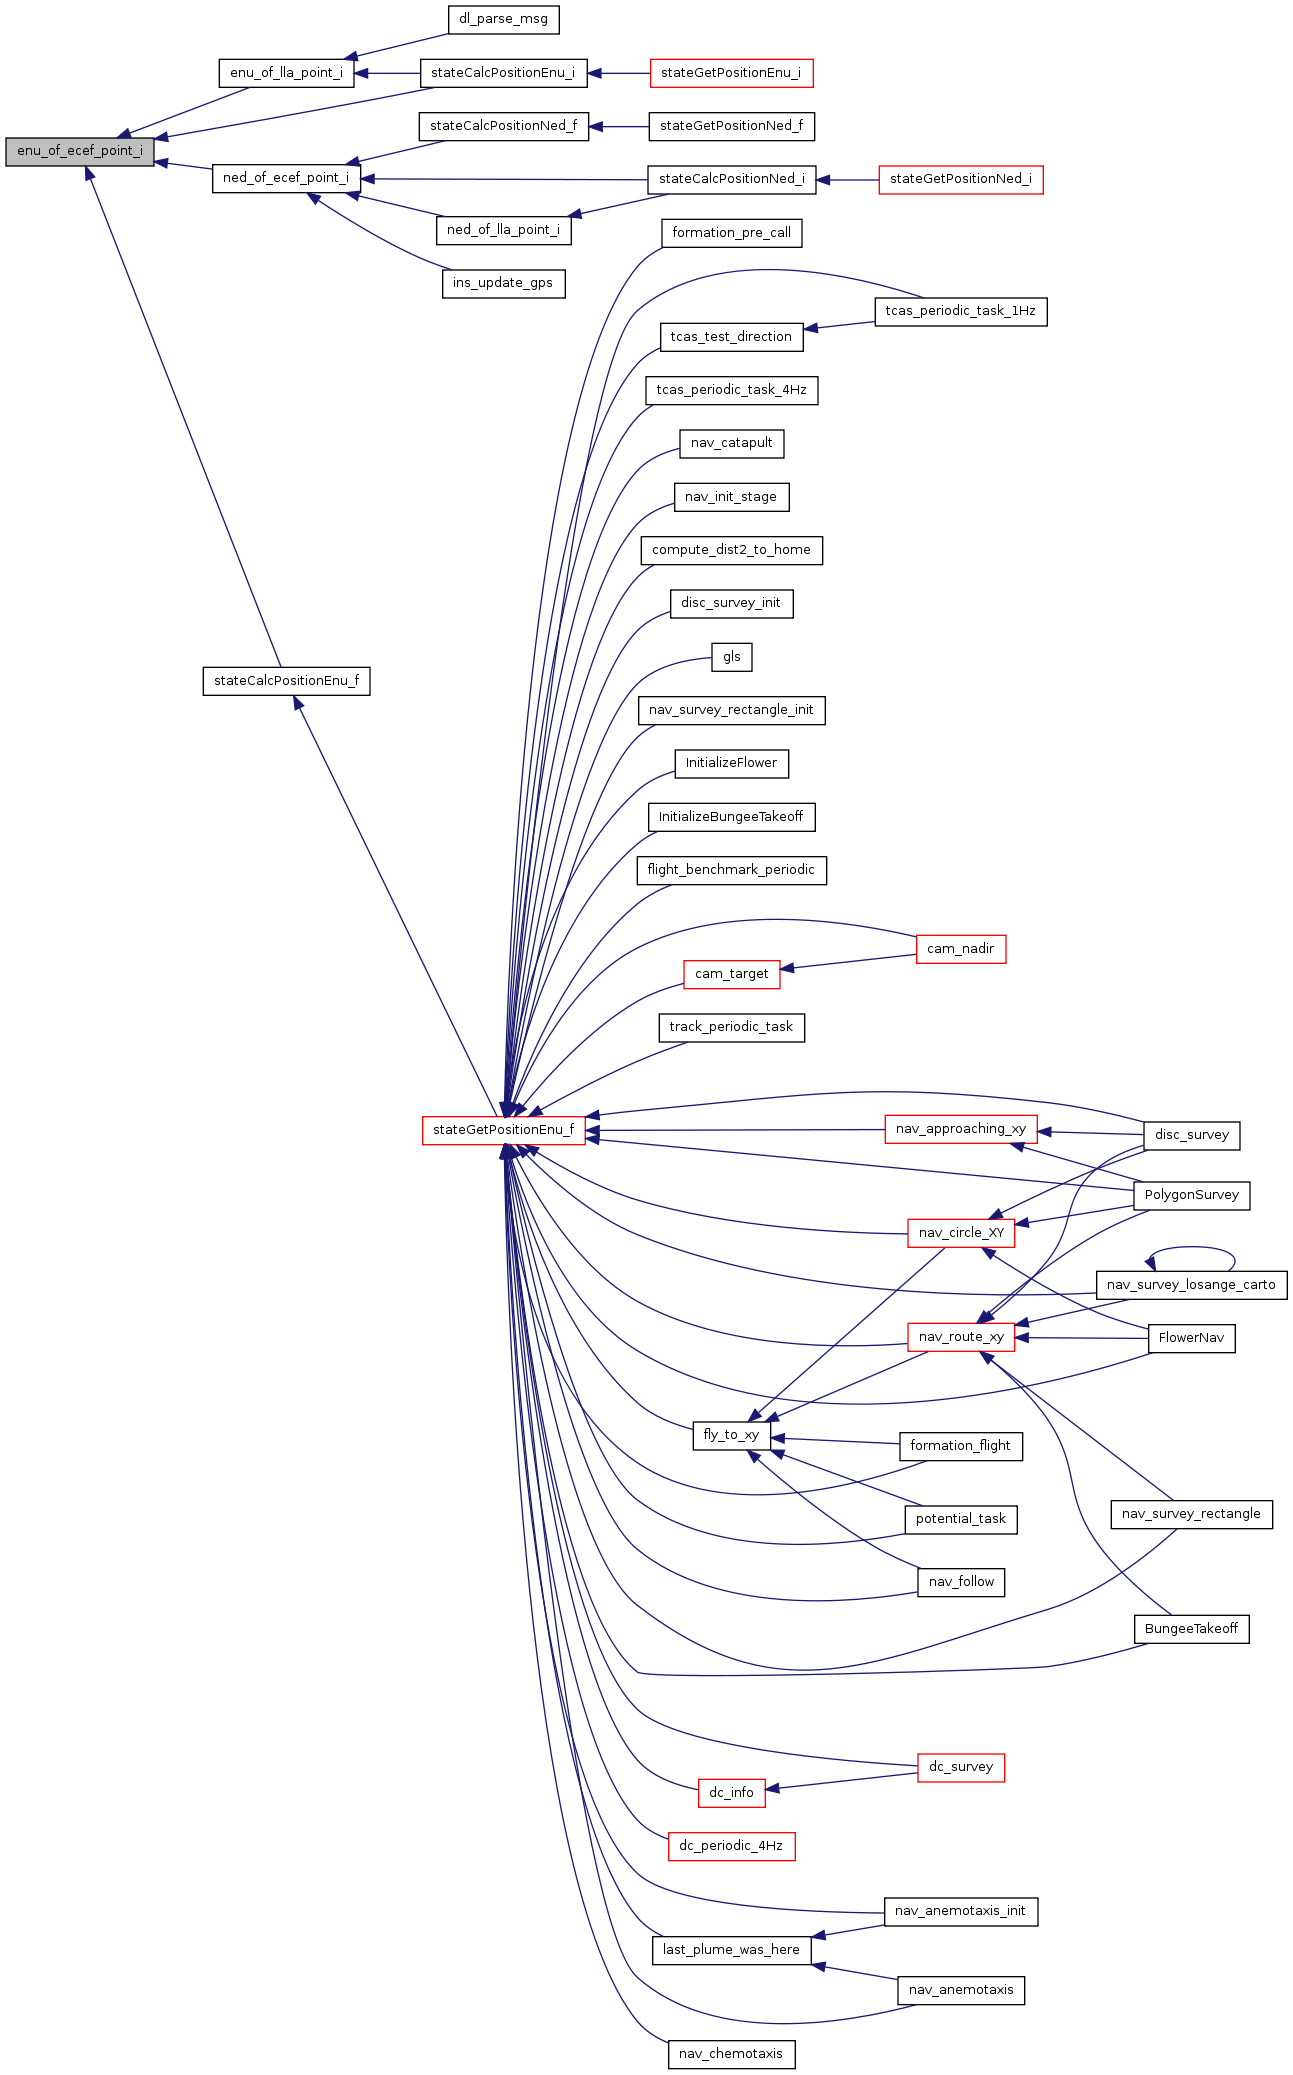 dl_parse_msg
enu_of_lla_point_i
stateCalcPositionEnu_i
stateGetPositionEnu_i
stateCalcPositionNed_f
stateGetPositionNed_f
enu_of_ecef_point_i
ned_of_ecef_point_i
stateCalcPositionNed_i
stateGetPositionNed_i
ned_of_lla_point_i
formation_pre_call
ins_update_gps
tcas_periodic_task_1Hz
tcas_test_direction
tcas_periodic_task_4Hz
nav_catapult
nav_init_stage
compute_dist2_to_home
disc_survey_init
gls
stateCalcPositionEnu_f
nav_survey_rectangle_init
InitializeFlower
InitializeBungeeTakeoff
flight_benchmark_periodic
cam_nadir
cam_target
track_periodic_task
stateGetPositionEnu_f
nav_approaching_xy
disc_survey
PolygonSurvey
nav_circle_XY
nav_survey_losange_carto
nav_route_xy
FlowerNav
fly_to_xy
formation_flight
nav_survey_rectangle
potential_task
nav_follow
BungeeTakeoff
dc_survey
dc_info
dc_periodic_4Hz
nav_anemotaxis_init
last_plume_was_here
nav_anemotaxis
nav_chemotaxis